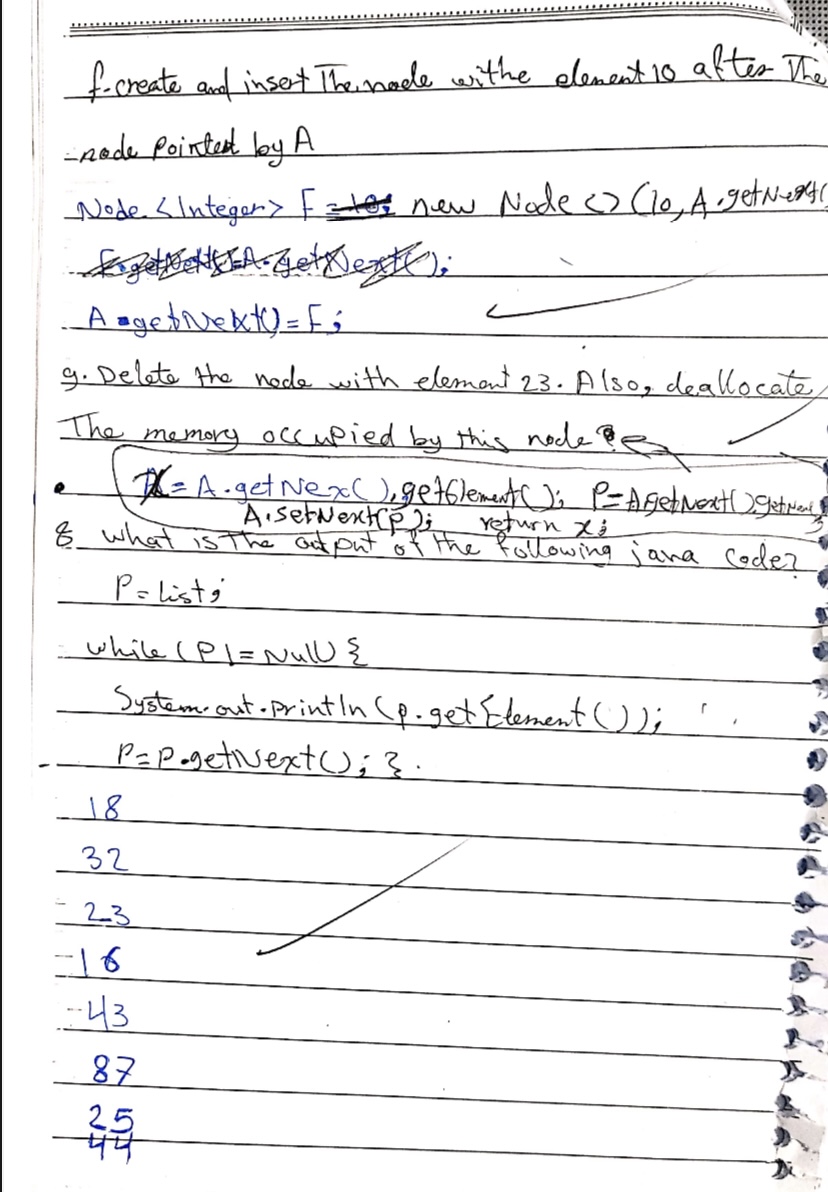 f-create and insert The node withe element 10 after The
node pointed by A
Node <Integer> F = 10; new Node <> (10, A.getNext(
F.getNext()=A.getNext();
A.getNext()=F;
g. Delete the node with element 23. Also, deallocate
The memory occupied by this node?
X = A.getNex().getElement(); P=A.getNext().getNext
A.setNext(p); return x;
8 what is The output of the following java code?
P=list;
while (P!=Null) {
System.out.println (p.getElement());
P=P.getNext(); }.
18
32
23
16
43
87
25
44